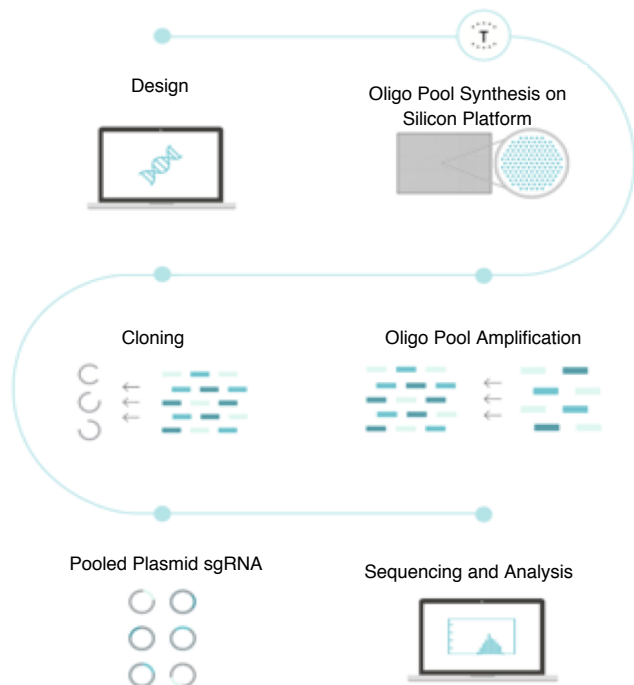 T
Design
Oligo Pool Synthesis on
Silicon Platform
Cloning
Oligo Pool Amplification
Pooled Plasmid sgRNA
Sequencing and Analysis